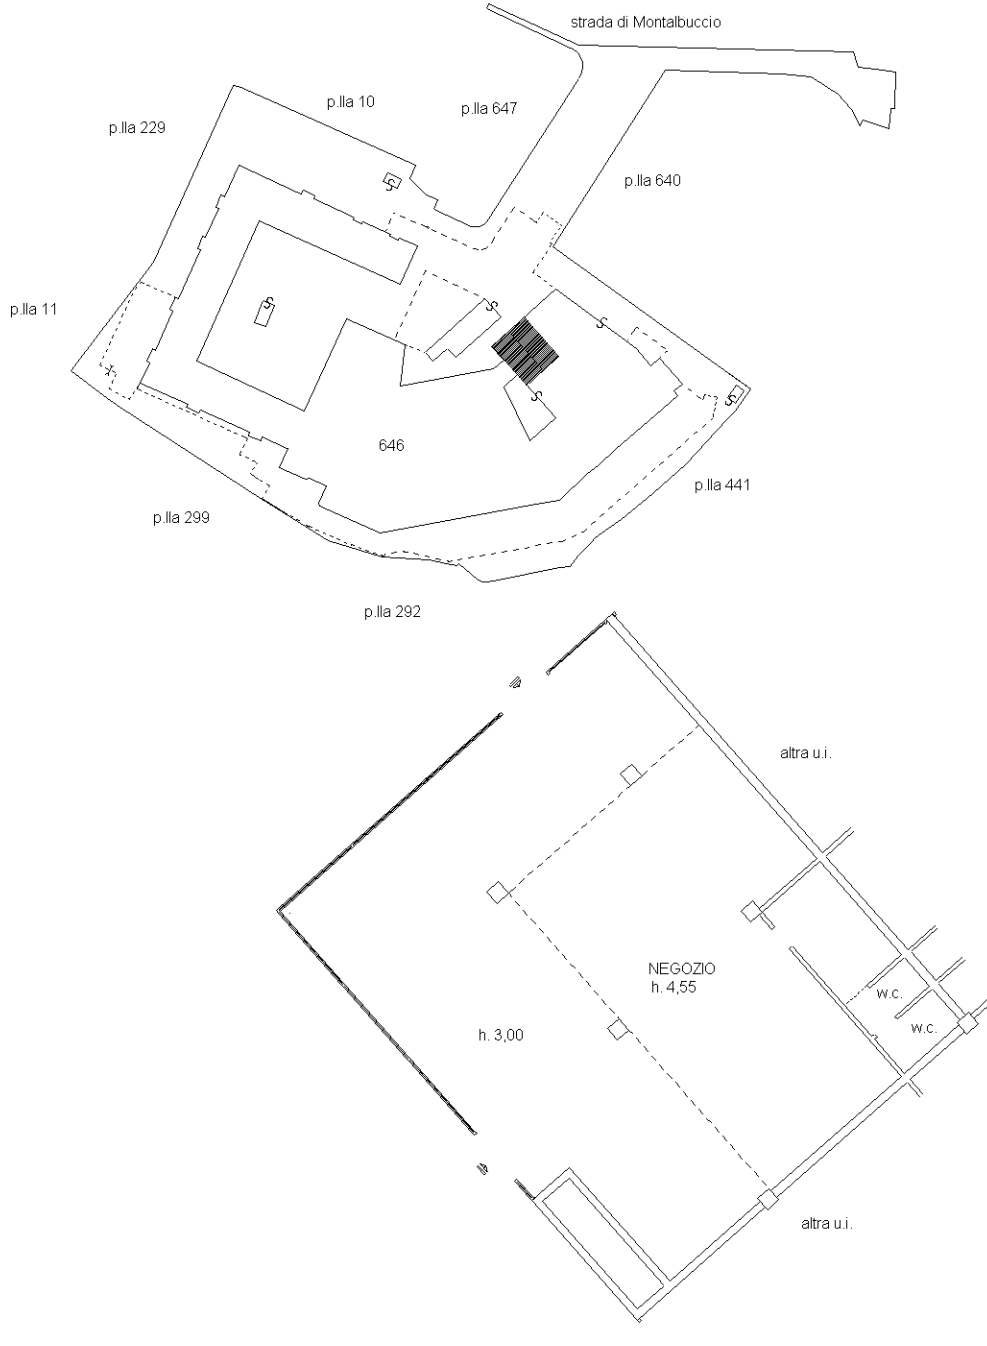 strada di Montalbuccio
p.lla 10
p.lla 647
p.lla 229
p.lla 640
p.lla 11
646
p.lla 441
p.lla 299
p.lla 292
altra u.i.
NEGOZIO
h. 4,55
w.c.
w.c.
h. 3,00
altra u.i.